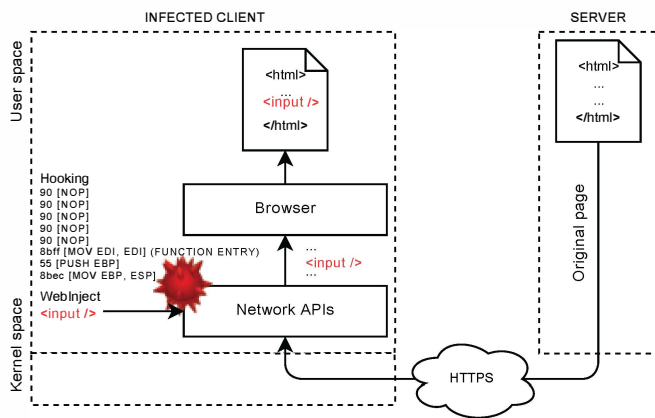 INFECTED CLIENT
SERVER
User space
Kernel space
<html>
...
<input />
</html>
<html>
...
...
</html>
Hooking
90 [NOP]
90 [NOP]
90 [NOP]
90 [NOP]
90 [NOP]
8bff [MOV EDI, EDI] (FUNCTION ENTRY)
55 [PUSH EBP]
8bec [MOV EBP, ESP]
WebInject
<input />
Browser
...
<input />
...
Network APIs
Original page
HTTPS